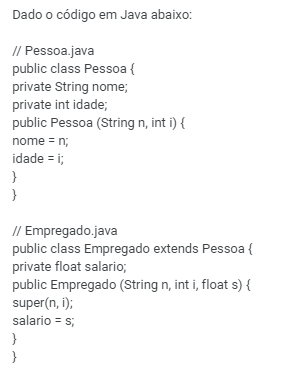 Dado o código em Java abaixo:

// Pessoa.java
public class Pessoa {
private String nome;
private int idade;
public Pessoa (String n, int i) {
nome = n;
idade = i;
}
}

// Empregado.java
public class Empregado extends Pessoa {
private float salario;
public Empregado (String n, int i, float s) {
super(n, i);
salario = s;
}
}